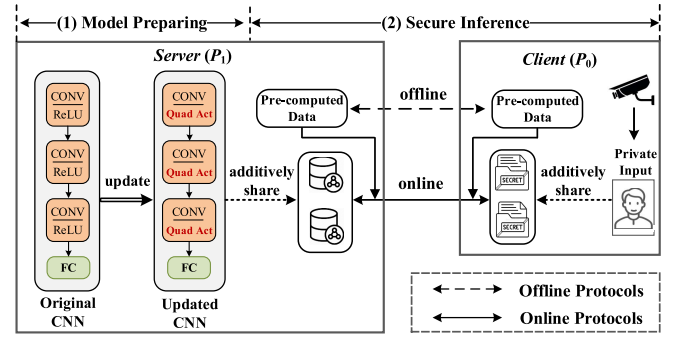 (1) Model Preparing
(2) Secure Inference
Server (P1)
CONV
ReLU
CONV
ReLU
CONV
ReLU
FC
Original
CNN
update
CONV
Quad Act
CONV
Quad Act
CONV
Quad Act
FC
Updated
CNN
additively
share
Pre-computed
Data
offline
online
Client (P0)
Pre-computed
Data
SECRET
SECRET
additively
share
Private
Input
Offline Protocols
Online Protocols